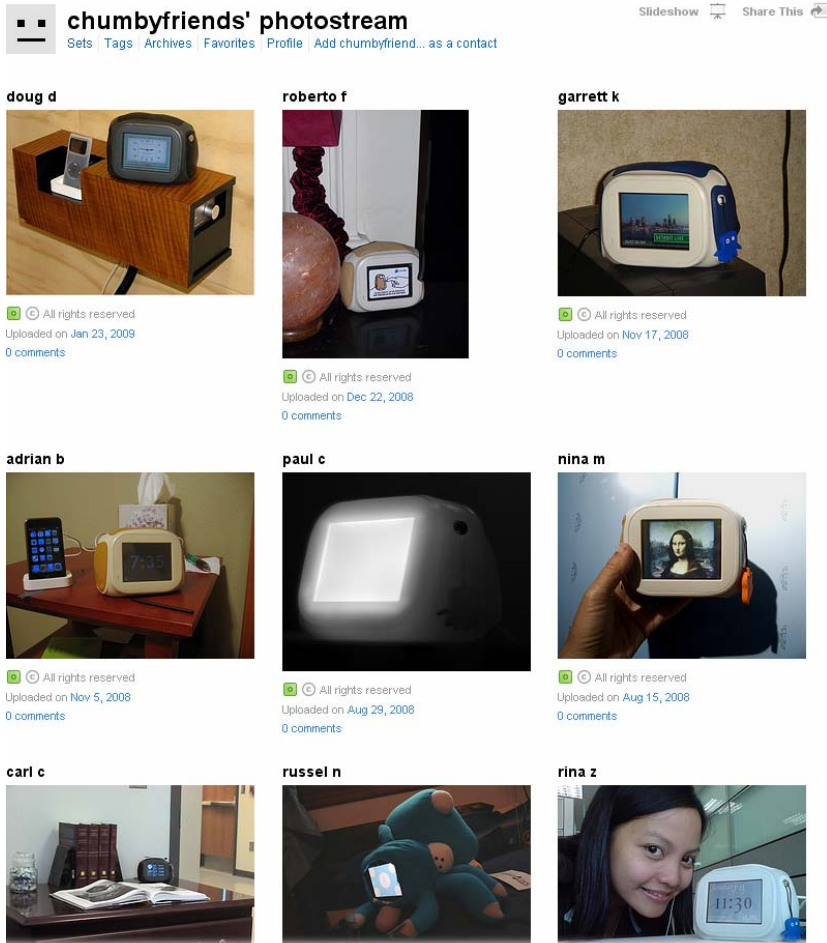 chumbyfriends' photostream
Slideshow Share This
Sets Tags Archives Favorites Profile Add chumbyfriend... as a contact
doug d
© All rights reserved
Uploaded on Jan 23, 2009
0 comments
roberto f
© All rights reserved
Uploaded on Dec 22, 2008
0 comments
garrett k
© All rights reserved
Uploaded on Nov 17, 2008
0 comments
adrian b
7:35
© All rights reserved
Uploaded on Nov 5, 2008
0 comments
paul c
© All rights reserved
Uploaded on Aug 29, 2008
0 comments
nina m
© All rights reserved
Uploaded on Aug 15, 2008
0 comments
carl c
russel n
rina z
11:30